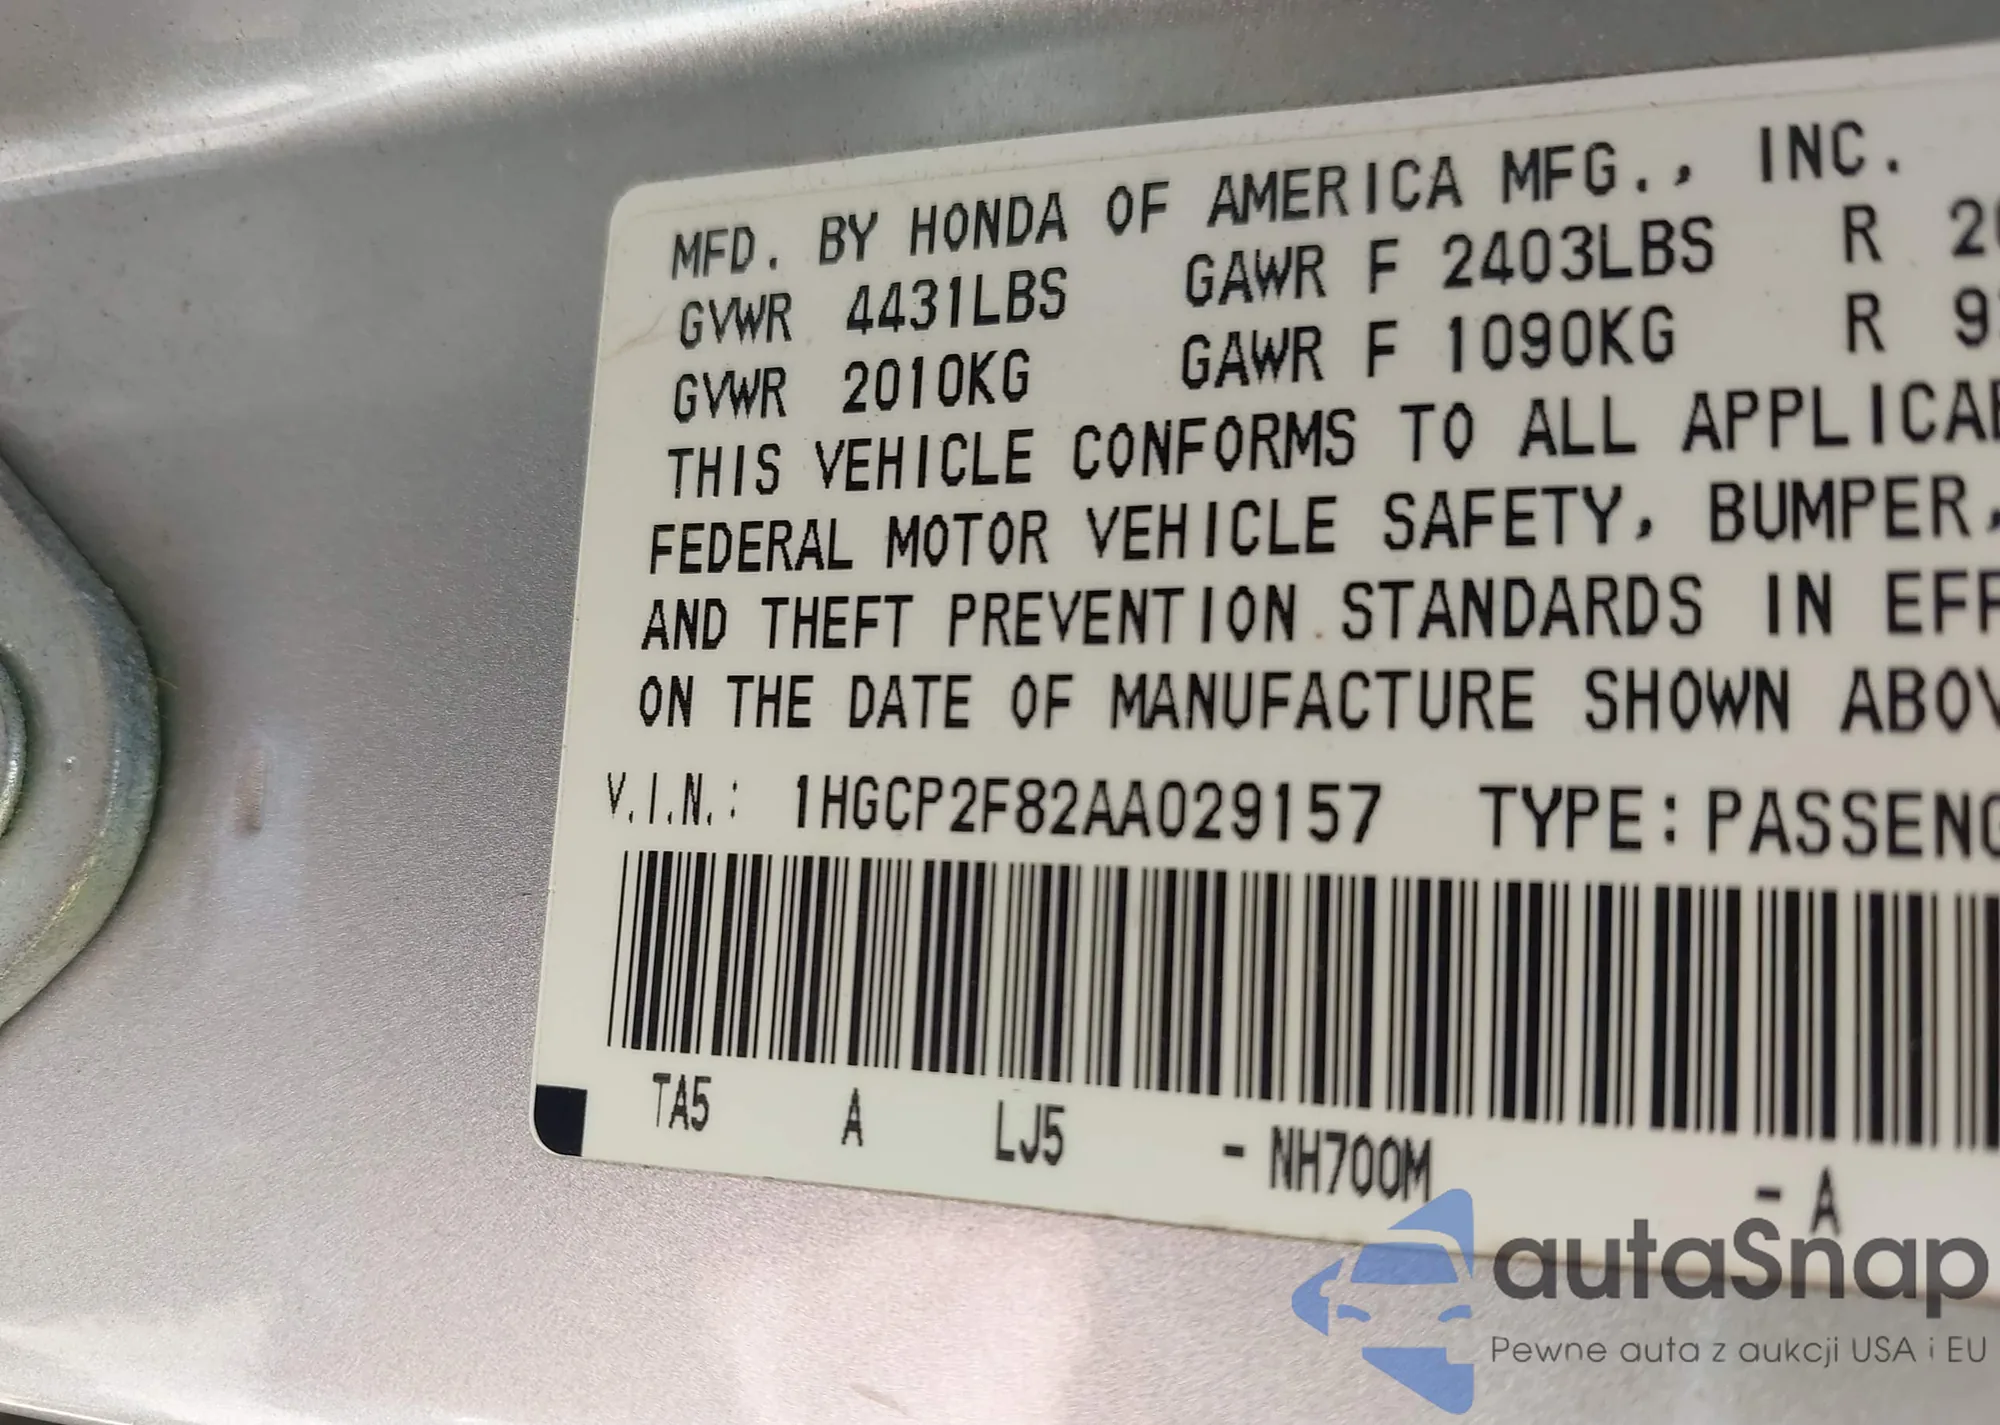 MFD. BY HONDA OF AMERICA MFG., INC.
GVWR 4431LBS GAWR F 2403LBS R
GVWR 2010KG GAWR F 1090KG R
THIS VEHICLE CONFORMS TO ALL
FEDERAL MOTOR VEHICLE SAFETY, BUMPER,
AND THEFT PREVENTION STANDARDS IN
ON THE DATE OF MANUFACTURE SHOWN
V.I.N.: 1HGCP2F82AA029157 TYPE:
TA5 A LJ5 - NH700M - A
autaSnap
Pewne auta z aukcji USA i EU